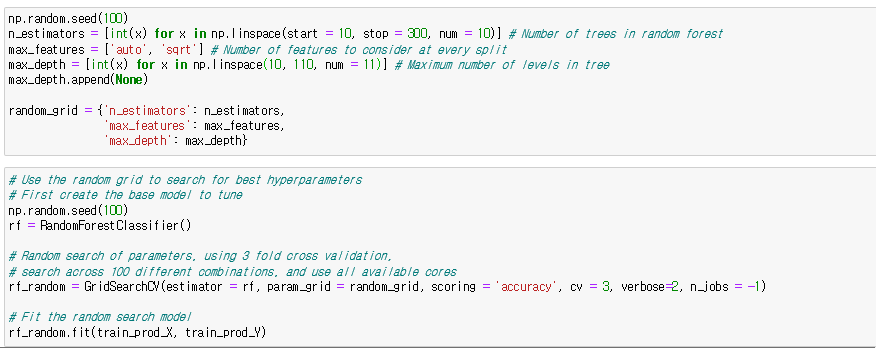 np.random.seed(100)
n_estimators = [int(x) for x in np.linspace(start = 10, stop = 300, num = 10)] # Number of trees in random forest
max_features = ['auto', 'sqrt'] # Number of features to consider at every split
max_depth = [int(x) for x in np.linspace(10, 110, num = 11)] # Maximum number of levels in tree
max_depth.append(None)
random_grid = {'n_estimators': n_estimators,
'max_features': max_features,
'max_depth': max_depth}
# Use the random grid to search for best hyperparameters
# First create the base model to tune
np.random.seed(100)
rf = RandomForestClassifier()
# Random search of parameters, using 3 fold cross validation,
# search across 100 different combinations, and use all available cores
rf_random = GridSearchCV(estimator = rf, param_grid = random_grid, scoring = 'accuracy', cv = 3, verbose=2, n_jobs = -1)
# Fit the random search model
rf_random.fit(train_prod_X, train_prod_Y)